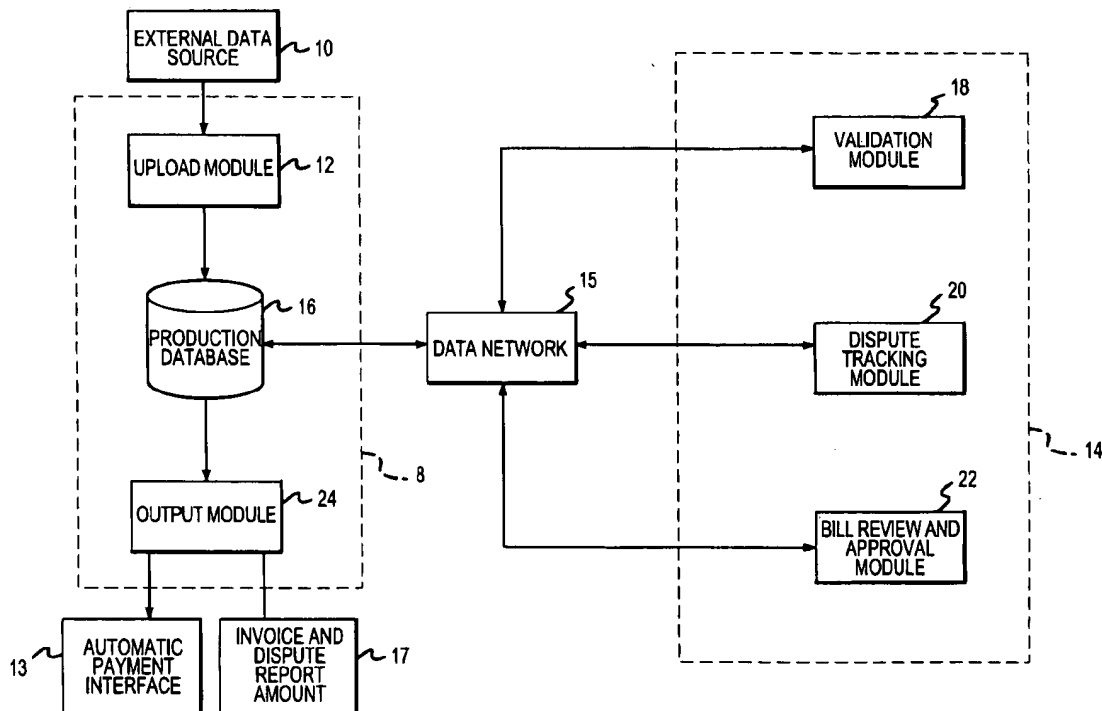 EXTERNAL DATA
SOURCE
10
UPLOAD MODULE
12
PRODUCTION
DATABASE
16
OUTPUT MODULE
24
8
AUTOMATIC
PAYMENT
INTERFACE
13
INVOICE AND
DISPUTE
REPORT
AMOUNT
17
DATA NETWORK
15
VALIDATION
MODULE
18
DISPUTE
TRACKING
MODULE
20
BILL REVIEW AND
APPROVAL
MODULE
22
14